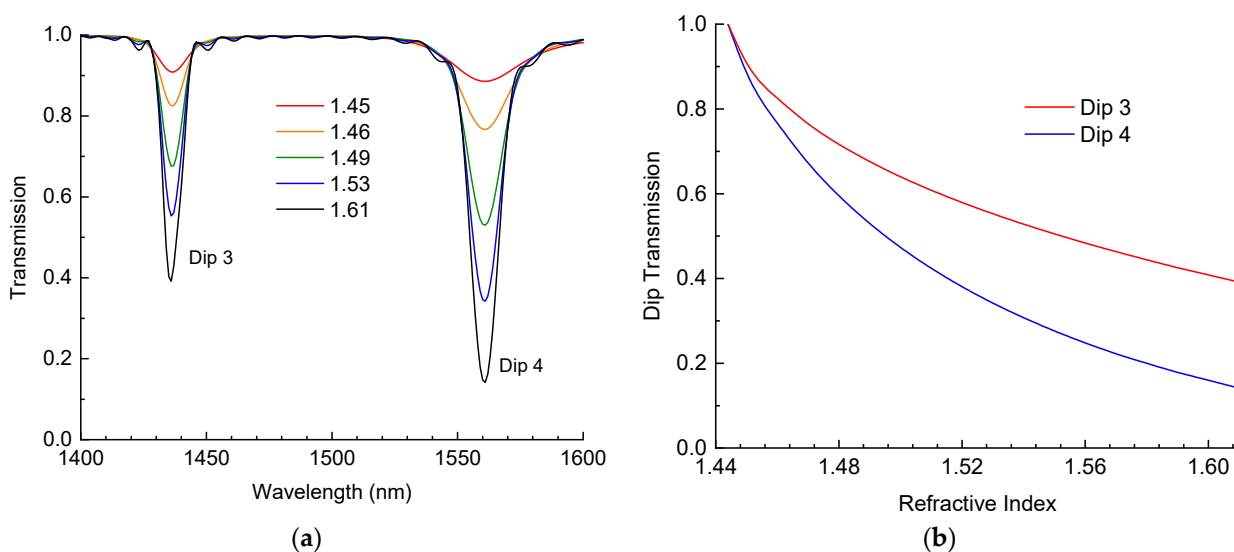 Transmission
1.0
0.8
0.6
0.4
0.2
0.0
1400
1450
1500
1550
1600
Wavelength (nm)
1.45
1.46
1.49
1.53
1.61
Dip 3
Dip 4
(a)
Dip Transmission
1.0
0.8
0.6
0.4
0.2
0.0
1.44
1.48
1.52
1.56
1.60
Refractive Index
Dip 3
Dip 4
(b)